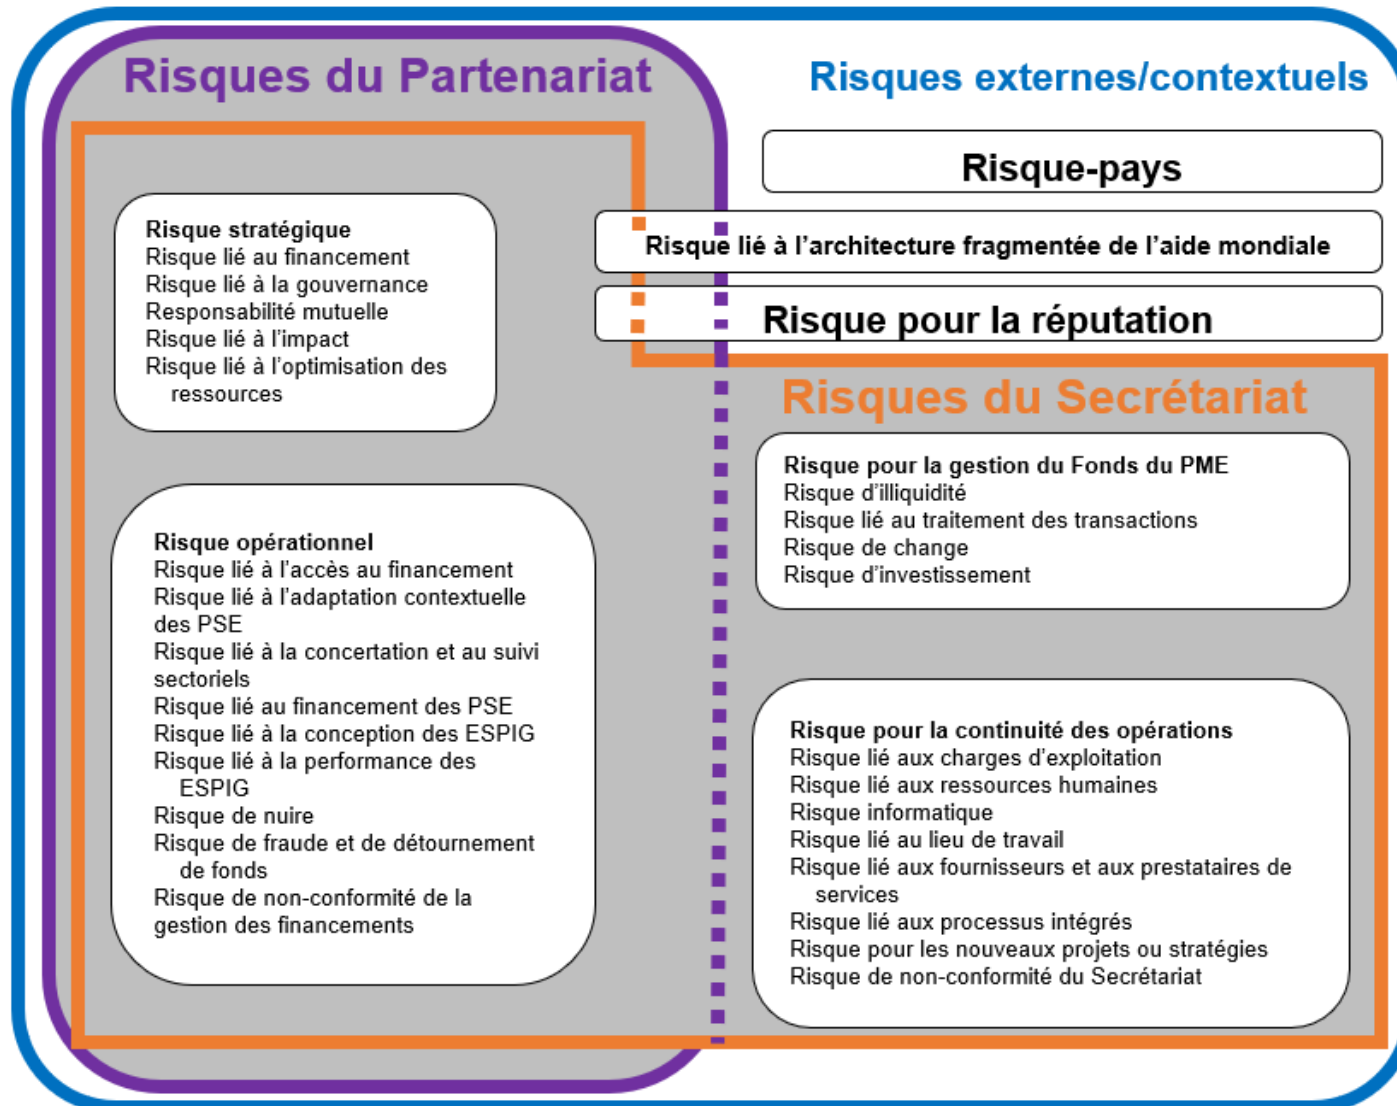 Risques du Partenariat
Risques externes/contextuels
Risque-pays
Risque lié à l'architecture fragmentée de l'aide mondiale
Risque pour la réputation
Risque stratégique
Risque lié au financement
Risque lié à la gouvernance
Responsabilité mutuelle
Risque lié à l'impact
Risque lié à l'optimisation des
ressources
Risques du Secrétariat
Risque pour la gestion du Fonds du PME
Risque d'illiquidité
Risque lié au traitement des transactions
Risque de change
Risque d'investissement
Risque opérationnel
Risque lié à l'accès au financement
Risque lié à l'adaptation contextuelle
des PSE
Risque lié à la concertation et au suivi
sectoriels
Risque lié au financement des PSE
Risque lié à la conception des ESPIG
Risque lié à la performance des
ESPIG
Risque de nuire
Risque de fraude et de détournement
de fonds
Risque de non-conformité de la
gestion des financements
Risque pour la continuité des opérations
Risque lié aux charges d'exploitation
Risque lié aux ressources humaines
Risque informatique
Risque lié au lieu de travail
Risque lié aux fournisseurs et aux prestataires de
services
Risque lié aux processus intégrés
Risque pour les nouveaux projets ou stratégies
Risque de non-conformité du Secrétariat